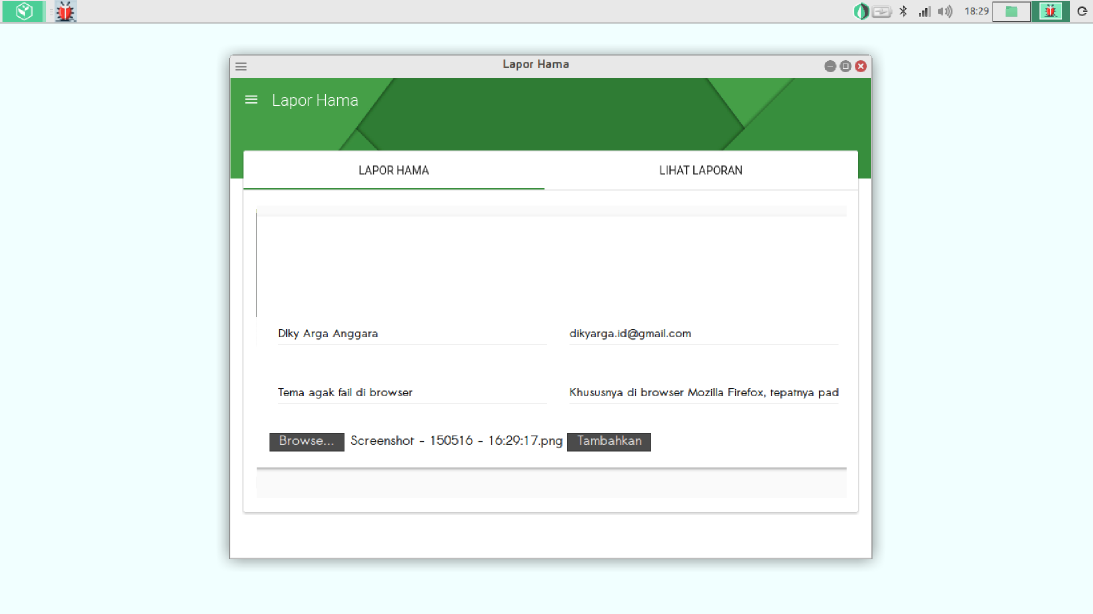 18:29
Lapor Hama
Lapor Hama
LAPOR HAMA
LIHAT LAPORAN
DIky Arga Anggara
dikyarga.id@gmail.com
Tema agak fail di browser
Khususnya di browser Mozilla Firefox, tepatnya pad
Browse... Screenshot - 150516 - 16:29:17.png Tambahkan